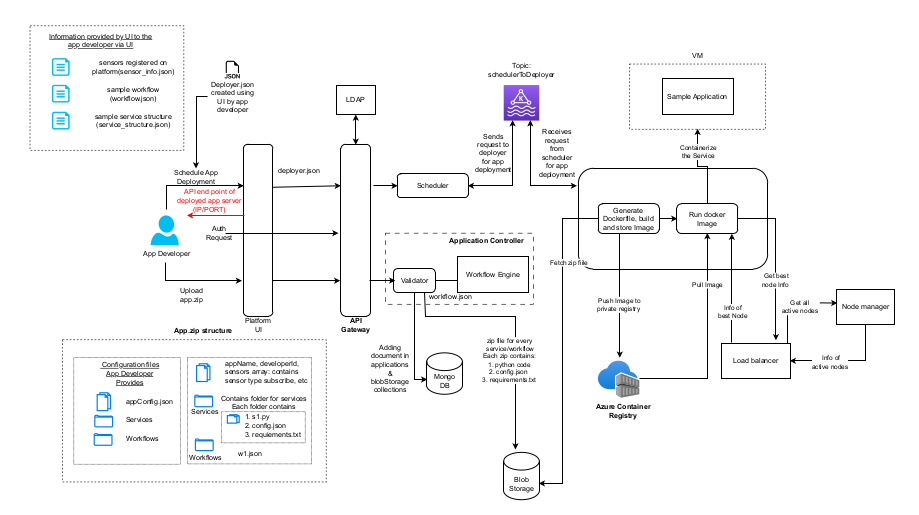 Information provided by UI to the
app developer via UI
sensors registered on
platform(sensor_info.json)
sample workflow
(workflow.json)
sample service structure
(service_structure.json)
JSON
Deployer.json
created using
UI by app
developer
LDAP
Topic:
schedulerToDeployer
VM
Sample Application
Schedule App
Deployment
deployer.json
Scheduler
Sends
request to
deployer
for app
deployment
Receives
request
from
scheduler
for app
deployment
Containerize
the Service
API end point of
deployed app server
(IP/PORT)
Auth
Request
App Developer
Upload
app.zip
Platform
UI
API
Gateway
Generate
Dockerfile, build
and store Image
Run docker
Image
Application Controller
Validator
Workflow Engine
workflow.json
Fetch zip file
Push Image to
private registry
Pull Image
Info of
best Node
Get best
node Info
Get all
active nodes
Node manager
Load balancer
Info of
active nodes
Adding
document in
applications
&
blobStorage
collections
Mongo
DB
zip file for every
service/workflow
Each zip contains:
1. python code
2. config.json
3. requirements.txt
Azure Container
Registry
Blob
Storage
App.zip structure
Configuration files
App Developer
Provides
appConfig.json
Services
Workflows
appName, developerId,
sensors array: contains
sensor type subscribe, etc
Services
Contains folder for services
Each folder contains
1. s1.py
2. config.json
3. requiements.txt
Workflows
w1.json